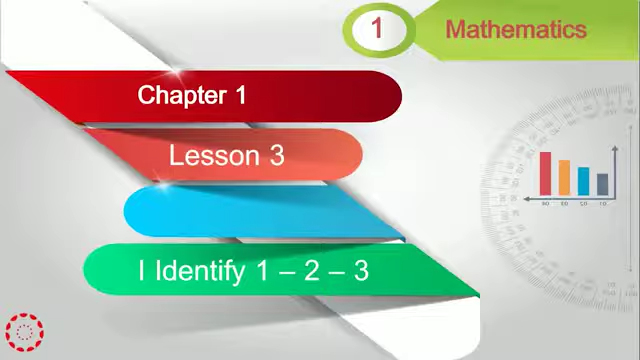 1
Mathematics
Chapter 1
Lesson 3
I Identify 1 – 2 – 3